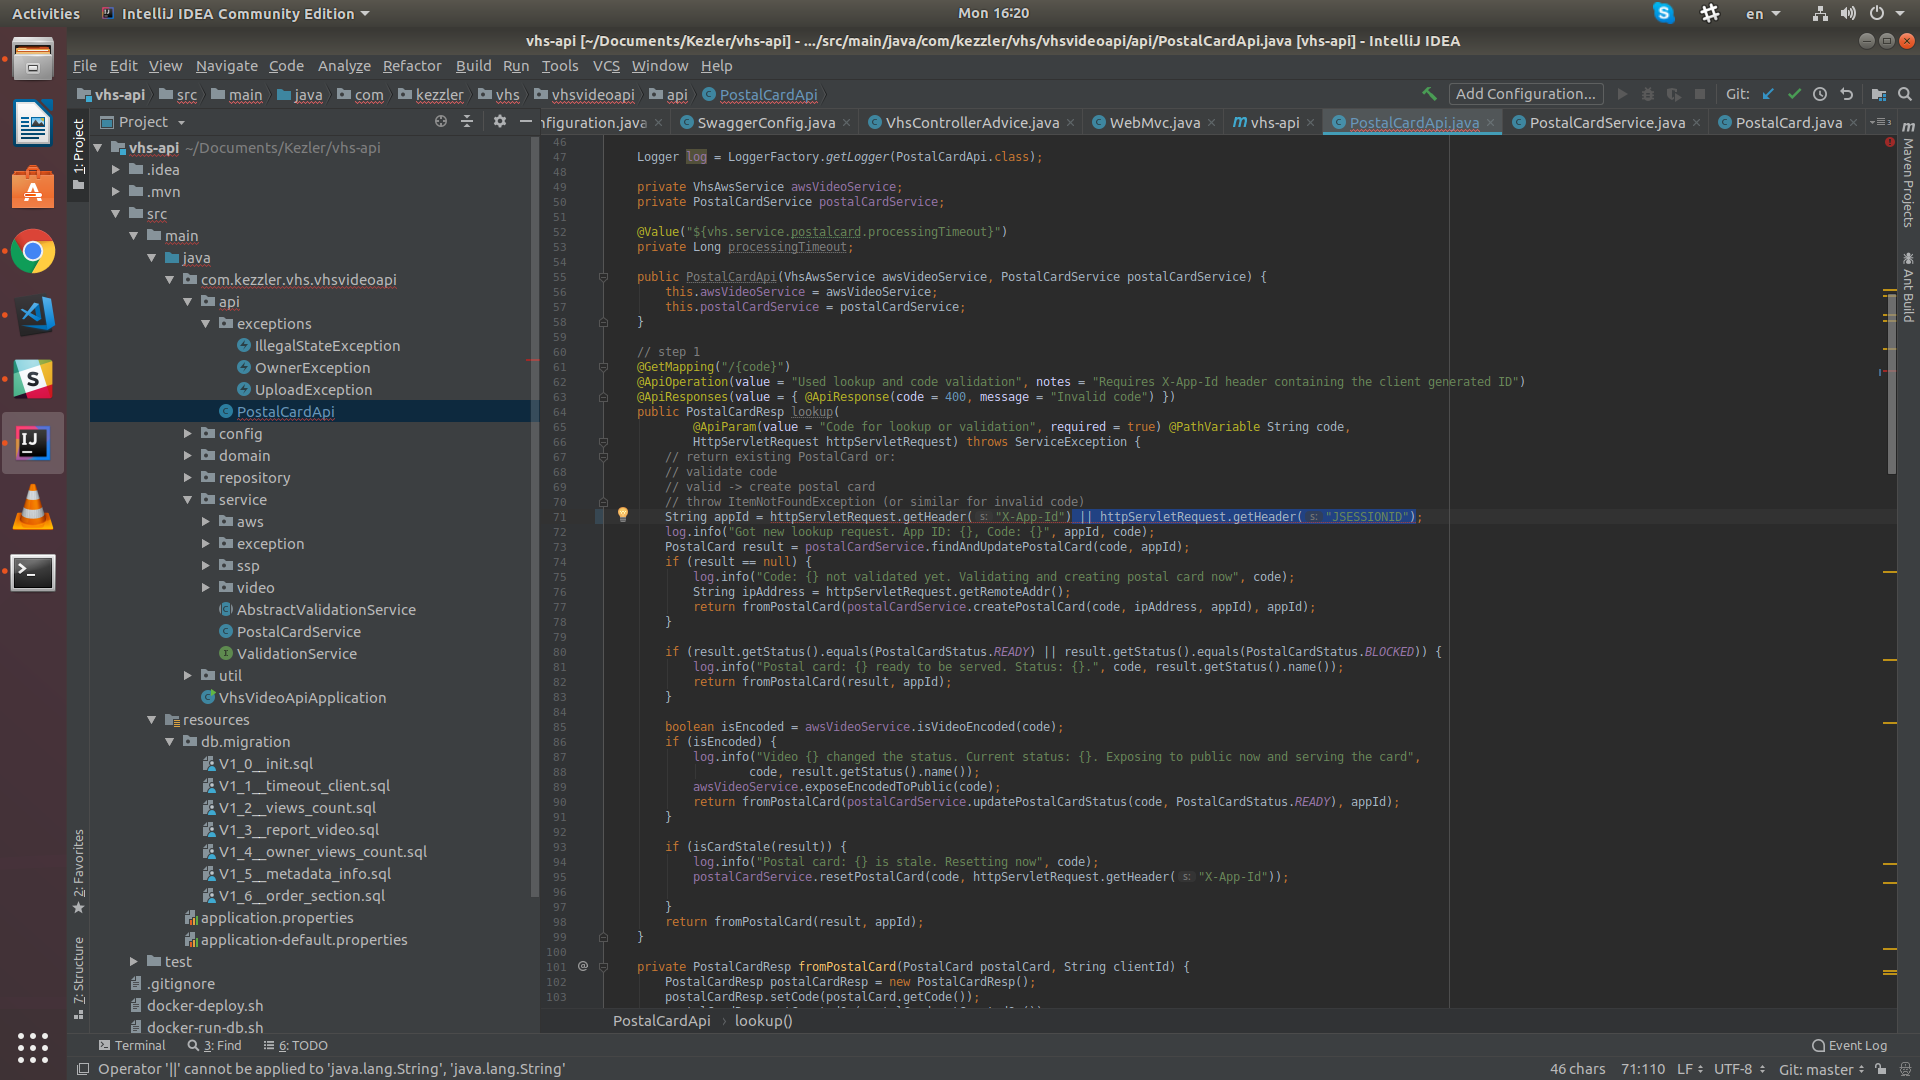 Activities IntelliJ IDEA Community Edition Mon 16:20 en
vhs-api [~/Documents/Kezler/vhs-api] - .../src/main/java/com/kezzler/vhs/vhsvideoapi/api/PostalCardApi.java [vhs-api] - IntelliJ IDEA
File Edit View Navigate Code Analyze Refactor Build Run Tools VCS Window Help
vhs-api src main java com kezzler vhs vhsvideoapi api PostalCardApi Add Configuration... Git:
Project
nfiguration.java SwaggerConfig.java VhsControllerAdvice.java WebMvc.java vhs-api PostalCardApi.java PostalCardService.java PostalCard.java
1: Project
2: Favorites
7: Structure
vhs-api ~/Documents/Kezler/vhs-api
.idea
.mvn
src
main
java
com.kezzler.vhs.vhsvideoapi
api
exceptions
IllegalStateException
OwnerException
UploadException
PostalCardApi
config
domain
repository
service
aws
exception
ssp
video
AbstractValidationService
PostalCardService
ValidationService
util
VhsVideoApiApplication
resources
db.migration
V1_0__init.sql
V1_1__timeout_client.sql
V1_2__views_count.sql
V1_3__report_video.sql
V1_4__owner_views_count.sql
V1_5__metadata_info.sql
V1_6__order_section.sql
application.properties
application-default.properties
test
.gitignore
docker-deploy.sh
docker-run-db.sh
46
47 Logger log = LoggerFactory.getLogger(PostalCardApi.class);
48
49 private VhsAwsService awsVideoService;
50 private PostalCardService postalCardService;
51
52 @Value("${vhs.service.postalcard.processingTimeout}")
53 private Long processingTimeout;
54
55 public PostalCardApi(VhsAwsService awsVideoService, PostalCardService postalCardService) {
56 this.awsVideoService = awsVideoService;
57 this.postalCardService = postalCardService;
58 }
59
60 // step 1
61 @GetMapping("/{code}")
62 @ApiOperation(value = "Used lookup and code validation", notes = "Requires X-App-Id header containing the client generated ID")
63 @ApiResponses(value = { @ApiResponse(code = 400, message = "Invalid code") })
64 public PostalCardResp lookup(
65 @ApiParam(value = "Code for lookup or validation", required = true) @PathVariable String code,
66 HttpServletRequest httpServletRequest) throws ServiceException {
67 // return existing PostalCard or:
68 // validate code
69 // valid -> create postal card
70 // throw ItemNotFoundException (or similar for invalid code)
71 String appId = httpServletRequest.getHeader( s: "X-App-Id") || httpServletRequest.getHeader( s: "JSESSIONID");
72 log.info("Got new lookup request. App ID: {}, Code: {}", appId, code);
73 PostalCard result = postalCardService.findAndUpdatePostalCard(code, appId);
74 if (result == null) {
75 log.info("Code: {} not validated yet. Validating and creating postal card now", code);
76 String ipAddress = httpServletRequest.getRemoteAddr();
77 return fromPostalCard(postalCardService.createPostalCard(code, ipAddress, appId), appId);
78 }
79
80 if (result.getStatus().equals(PostalCardStatus.READY) || result.getStatus().equals(PostalCardStatus.BLOCKED)) {
81 log.info("Postal card: {} ready to be served. Status: {}.", code, result.getStatus().name());
82 return fromPostalCard(result, appId);
83 }
84
85 boolean isEncoded = awsVideoService.isVideoEncoded(code);
86 if (isEncoded) {
87 log.info("Video {} changed the status. Current status: {}. Exposing to public now and serving the card",
88 code, result.getStatus().name());
89 awsVideoService.exposeEncodedToPublic(code);
90 return fromPostalCard(postalCardService.updatePostalCardStatus(code, PostalCardStatus.READY), appId);
91 }
92
93 if (isCardStale(result)) {
94 log.info("Postal card: {} is stale. Resetting now", code);
95 postalCardService.resetPostalCard(code, httpServletRequest.getHeader( s: "X-App-Id"));
96
97 }
98 return fromPostalCard(result, appId);
99 }
100
101 @ private PostalCardResp fromPostalCard(PostalCard postalCard, String clientId) {
102 PostalCardResp postalCardResp = new PostalCardResp();
103 postalCardResp.setCode(postalCard.getCode());
Maven Projects
Ant Build
PostalCardApi lookup()
Terminal 3: Find 6: TODO Event Log
Operator '||' cannot be applied to 'java.lang.String', 'java.lang.String' 46 chars 71:110 LF UTF-8 Git: master